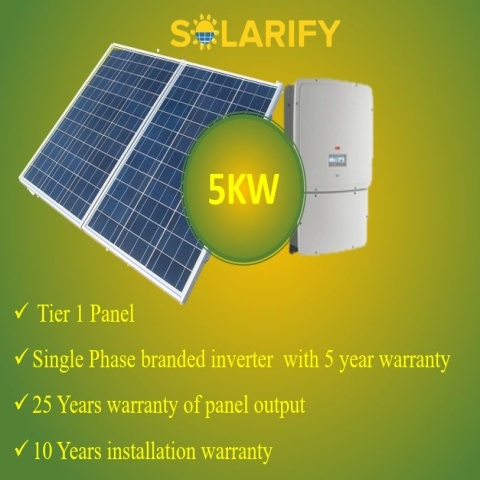 SOLARIFY
5KW
✓ Tier 1 Panel
✓ Single Phase branded inverter with 5 year warranty
✓ 25 Years warranty of panel output
✓ 10 Years installation warranty